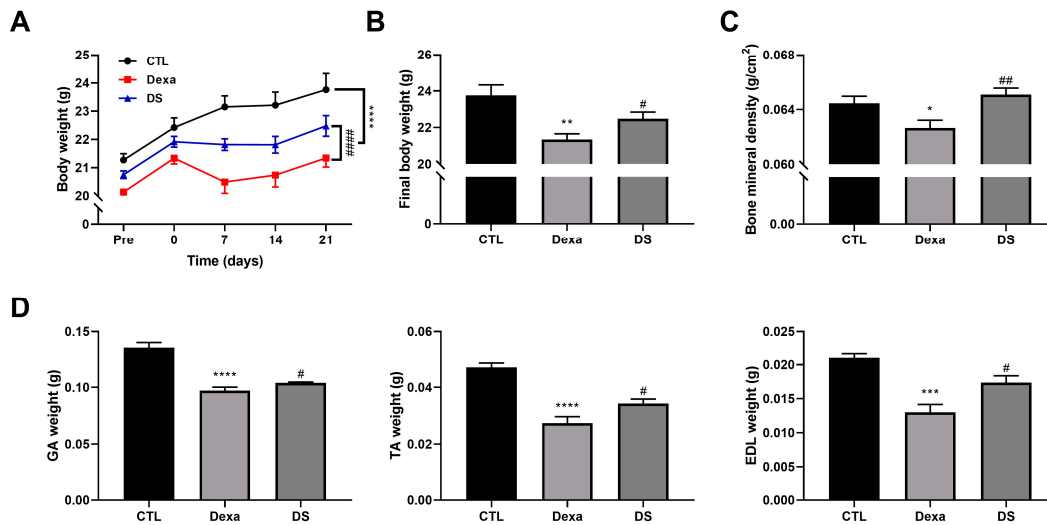 A
Body weight (g)
25
24
23
22
21
20
0
CTL
Dexa
DS
****
####
Pre
0
7
14
21
Time (days)
B
Final body weight (g)
26
24
22
20
0
**
#
CTL
Dexa
DS
C
Bone mineral density (g/cm²)
0.068
0.064
0.060
0.00
*
##
CTL
Dexa
DS
D
GA weight (g)
0.15
0.10
0.05
0.00
****
#
CTL
Dexa
DS
TA weight (g)
0.06
0.04
0.02
0.00
****
#
CTL
Dexa
DS
EDL weight (g)
0.025
0.020
0.015
0.010
0.005
0.000
***
#
CTL
Dexa
DS